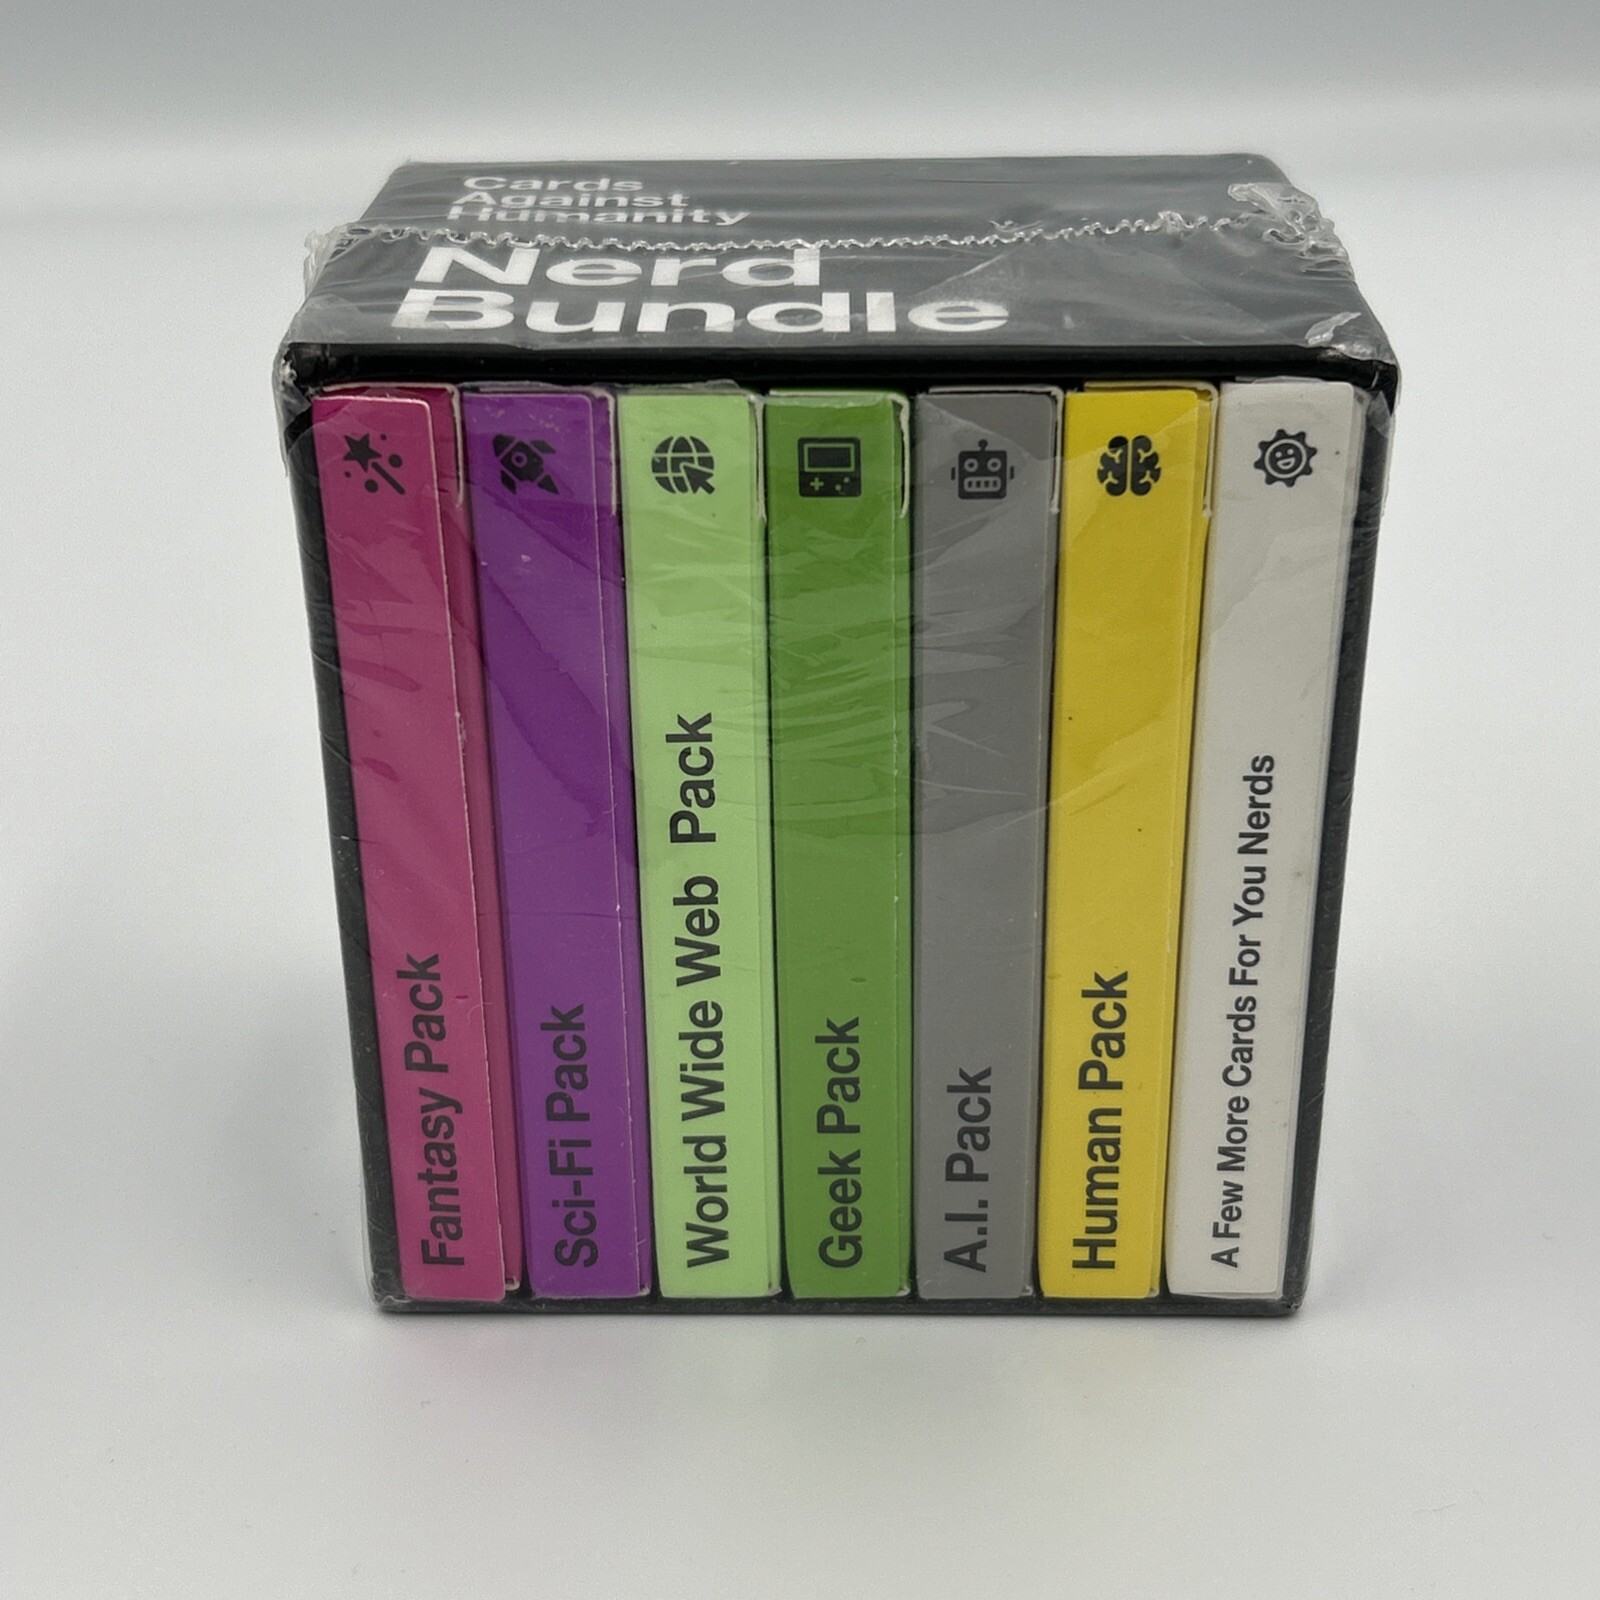 Cards
Against
Humanity
Nerd
Bundle
Fantasy Pack
Sci-Fi Pack
World Wide Web Pack
Geek Pack
A.I. Pack
Human Pack
A Few More Cards For You Nerds